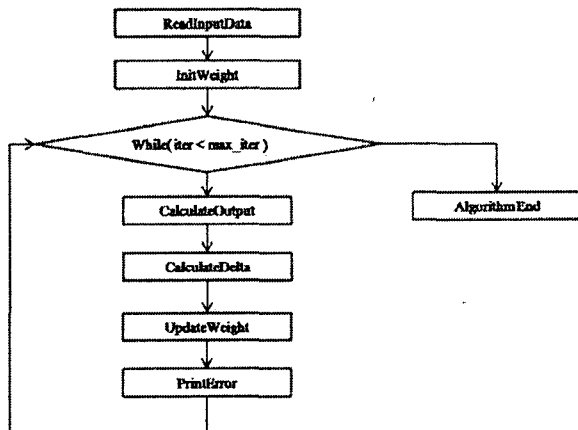 ReadInputData
InitWeight
While( iter < max_iter )
CalculateOutput
AlgorithmEnd
CalculateDelta
UpdateWeight
PrintError